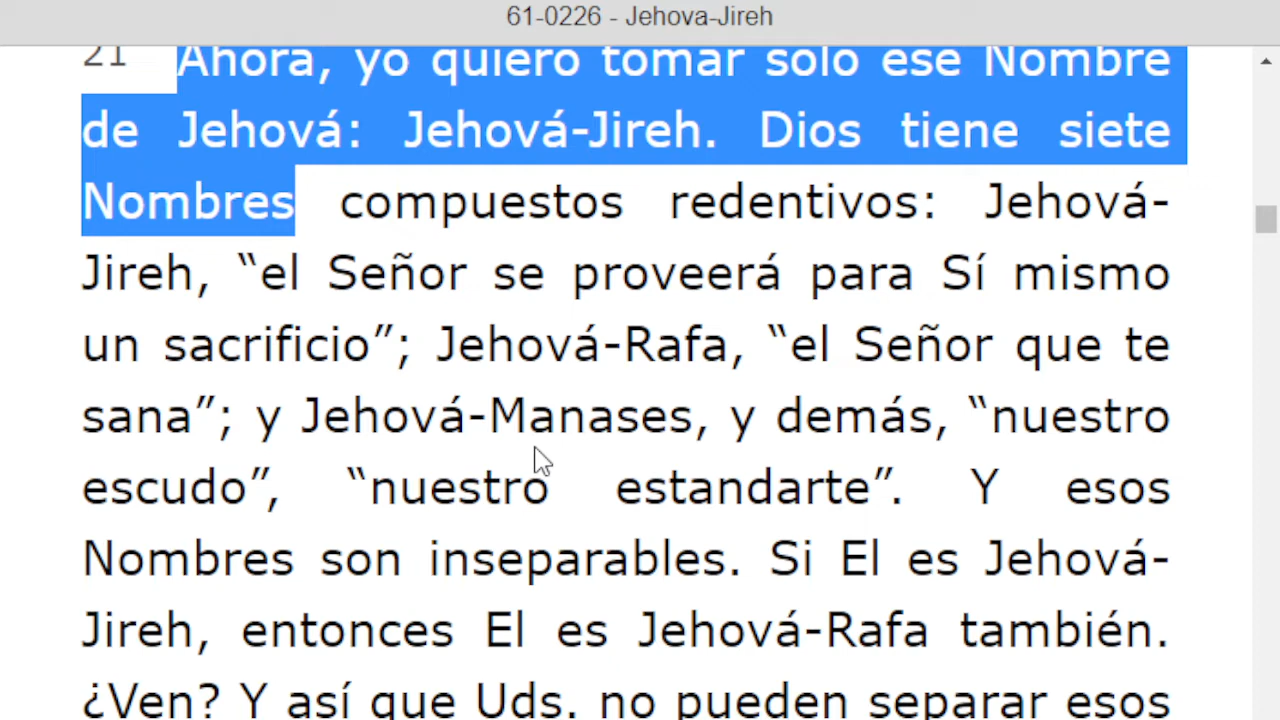 61-0226 - Jehova-Jireh
21 Ahora, yo quiero tomar solo ese Nombre
de Jehová: Jehová-Jireh. Dios tiene siete
Nombres compuestos redentivos: Jehová-
Jireh, “el Señor se proveerá para Sí mismo
un sacrificio”; Jehová-Rafa, “el Señor que te
sana”; y Jehová-Manases, y demás, “nuestro
escudo”, “nuestro estandarte”. Y esos
Nombres son inseparables. Si El es Jehová-
Jireh, entonces El es Jehová-Rafa también.
¿Ven? Y así que Uds. no pueden separar esos